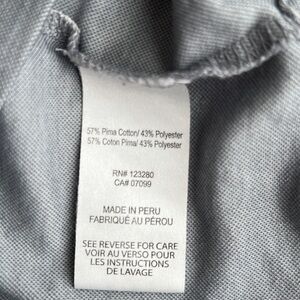 57% Pima Cotton/ 43% Polyester
57% Coton Pima/ 43% Polyester
RN# 123280
CA# 07099
MADE IN PERU
FABRIQUÉ AU PÉROU
SEE REVERSE FOR CARE
VOIR AU VERSO POUR
LES INSTRUCTIONS
DE LAVAGE